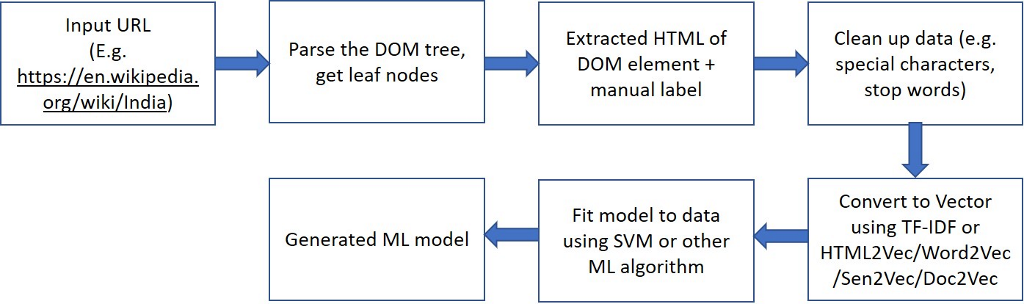 Input URL
(E.g.
https://en.wikipedia.
org/wiki/India)
Parse the DOM tree,
get leaf nodes
Extracted HTML of
DOM element +
manual label
Clean up data (e.g.
special characters,
stop words)
Convert to Vector
using TF-IDF or
HTML2Vec/Word2Vec
/Sen2Vec/Doc2Vec
Fit model to data
using SVM or other
ML algorithm
Generated ML model